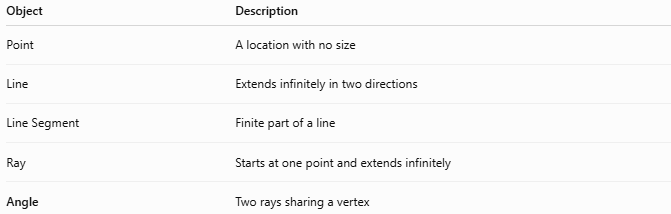 Object Description
Point A location with no size
Line Extends infinitely in two directions
Line Segment Finite part of a line
Ray Starts at one point and extends infinitely
Angle Two rays sharing a vertex